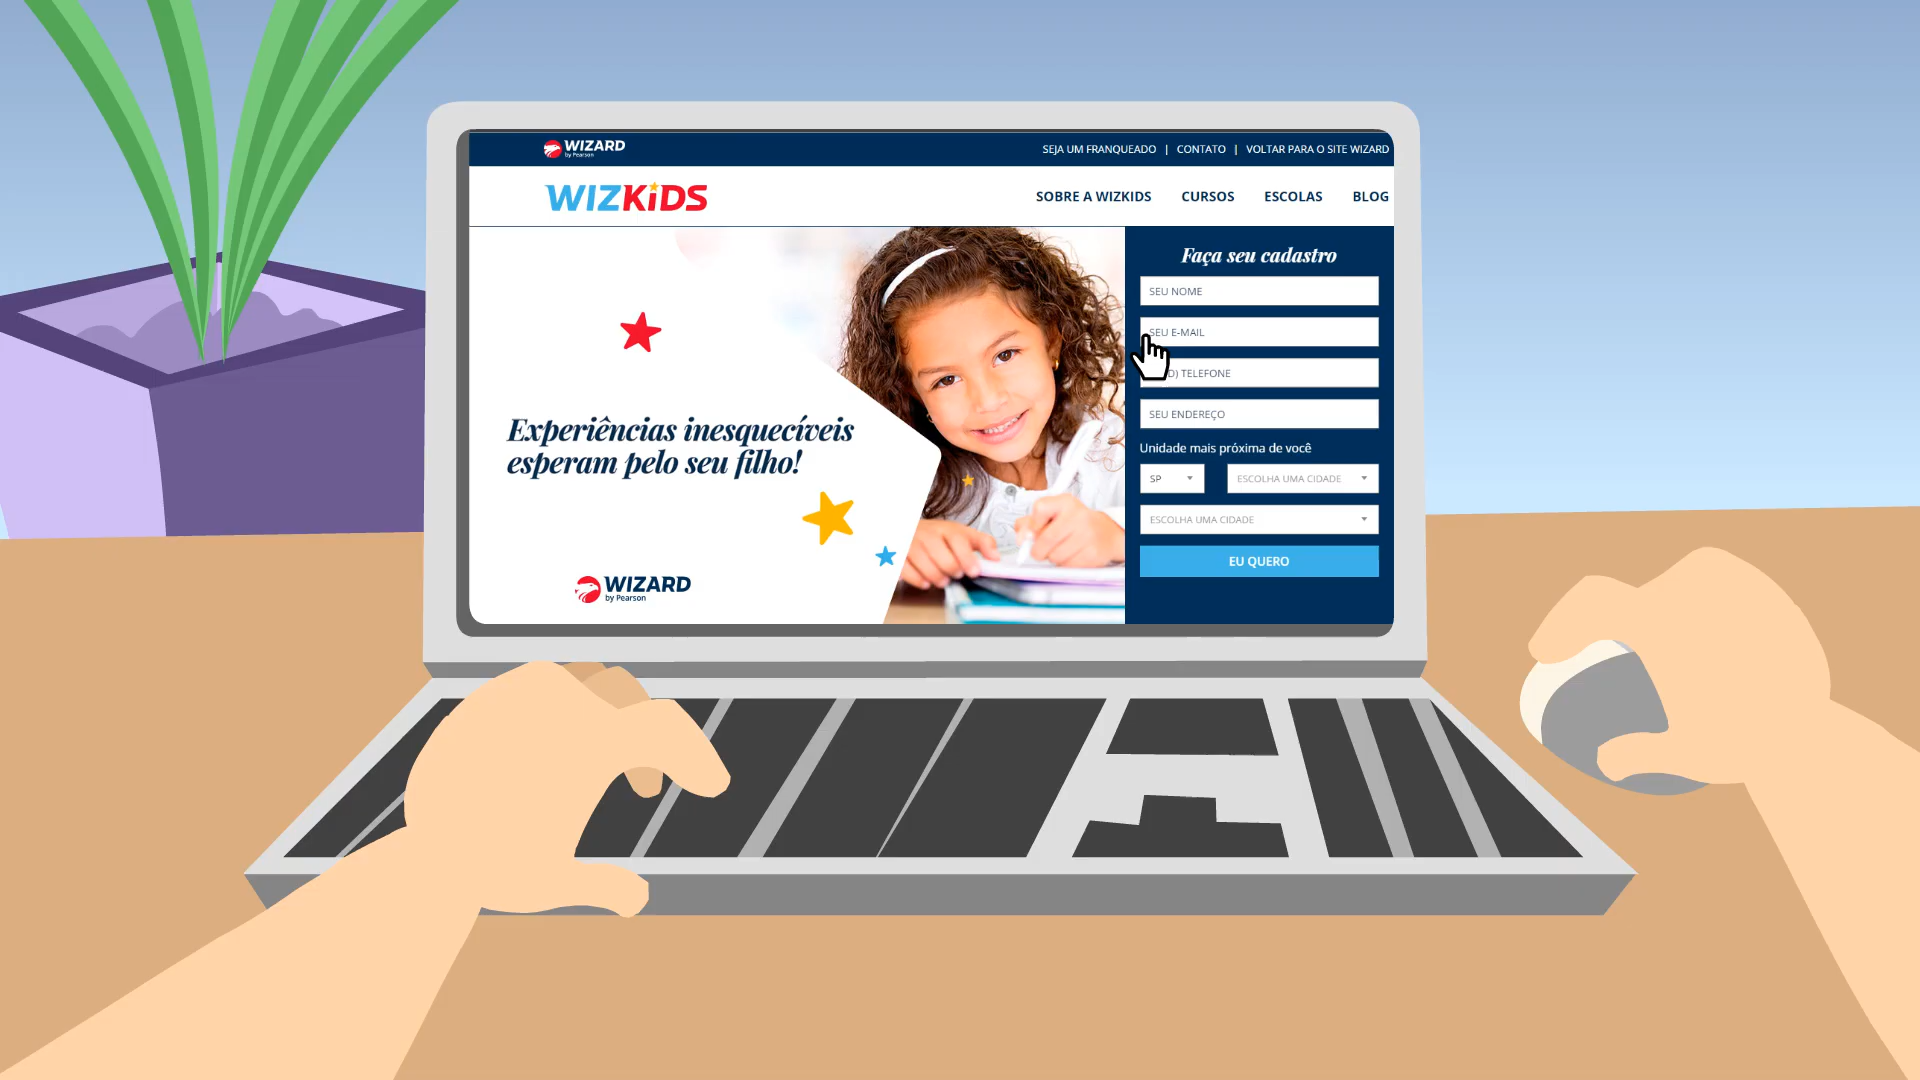 WIZARD
by Pearson
SEJA UM FRANQUEADO | CONTATO | VOLTAR PARA O SITE WIZARD
WIZKiDS
SOBRE A WIZKIDS CURSOS ESCOLAS BLOG
Experiências inesquecíveis
esperam pelo seu filho!
WIZARD
by Pearson
Faça seu cadastro
SEU NOME
SEU E-MAIL
D) TELEFONE
SEU ENDEREÇO
Unidade mais próxima de você
SP ESCOLHA UMA CIDADE
ESCOLHA UMA CIDADE
EU QUERO